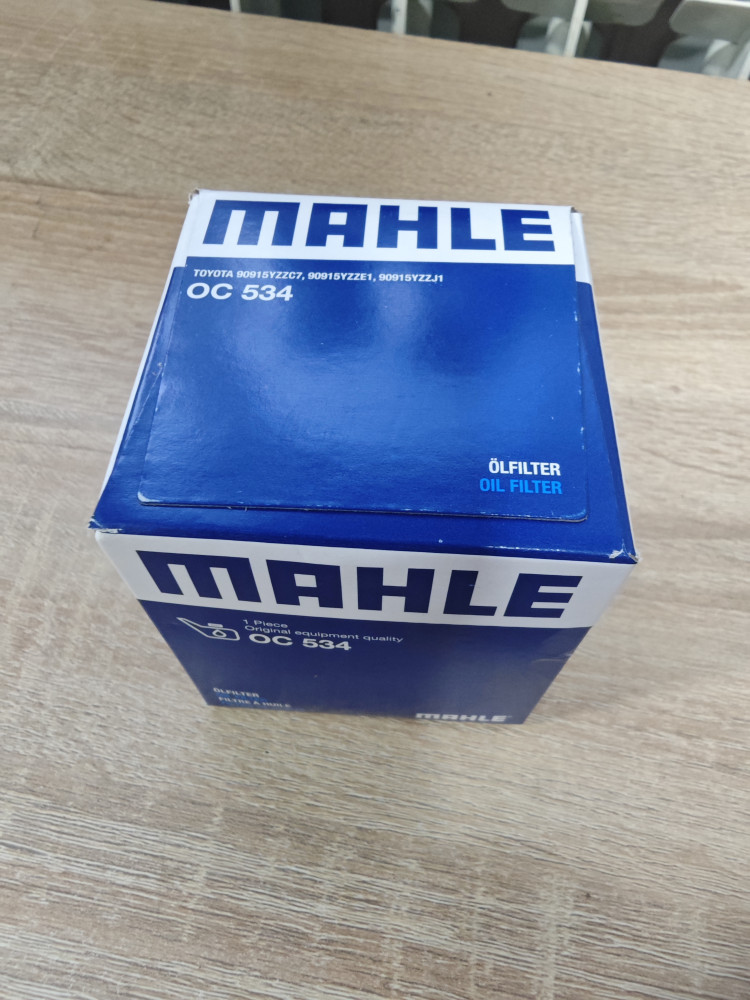 MAHLE
TOYOTA 90915YZZC7, 90915YZZE1, 90915YZZJ1
OC 534
ÖLFILTER
OIL FILTER
MAHLE
1 Piece
Original equipment quality
OC 534
ÖLFILTER
FILTRE À HUILE
MAHLE